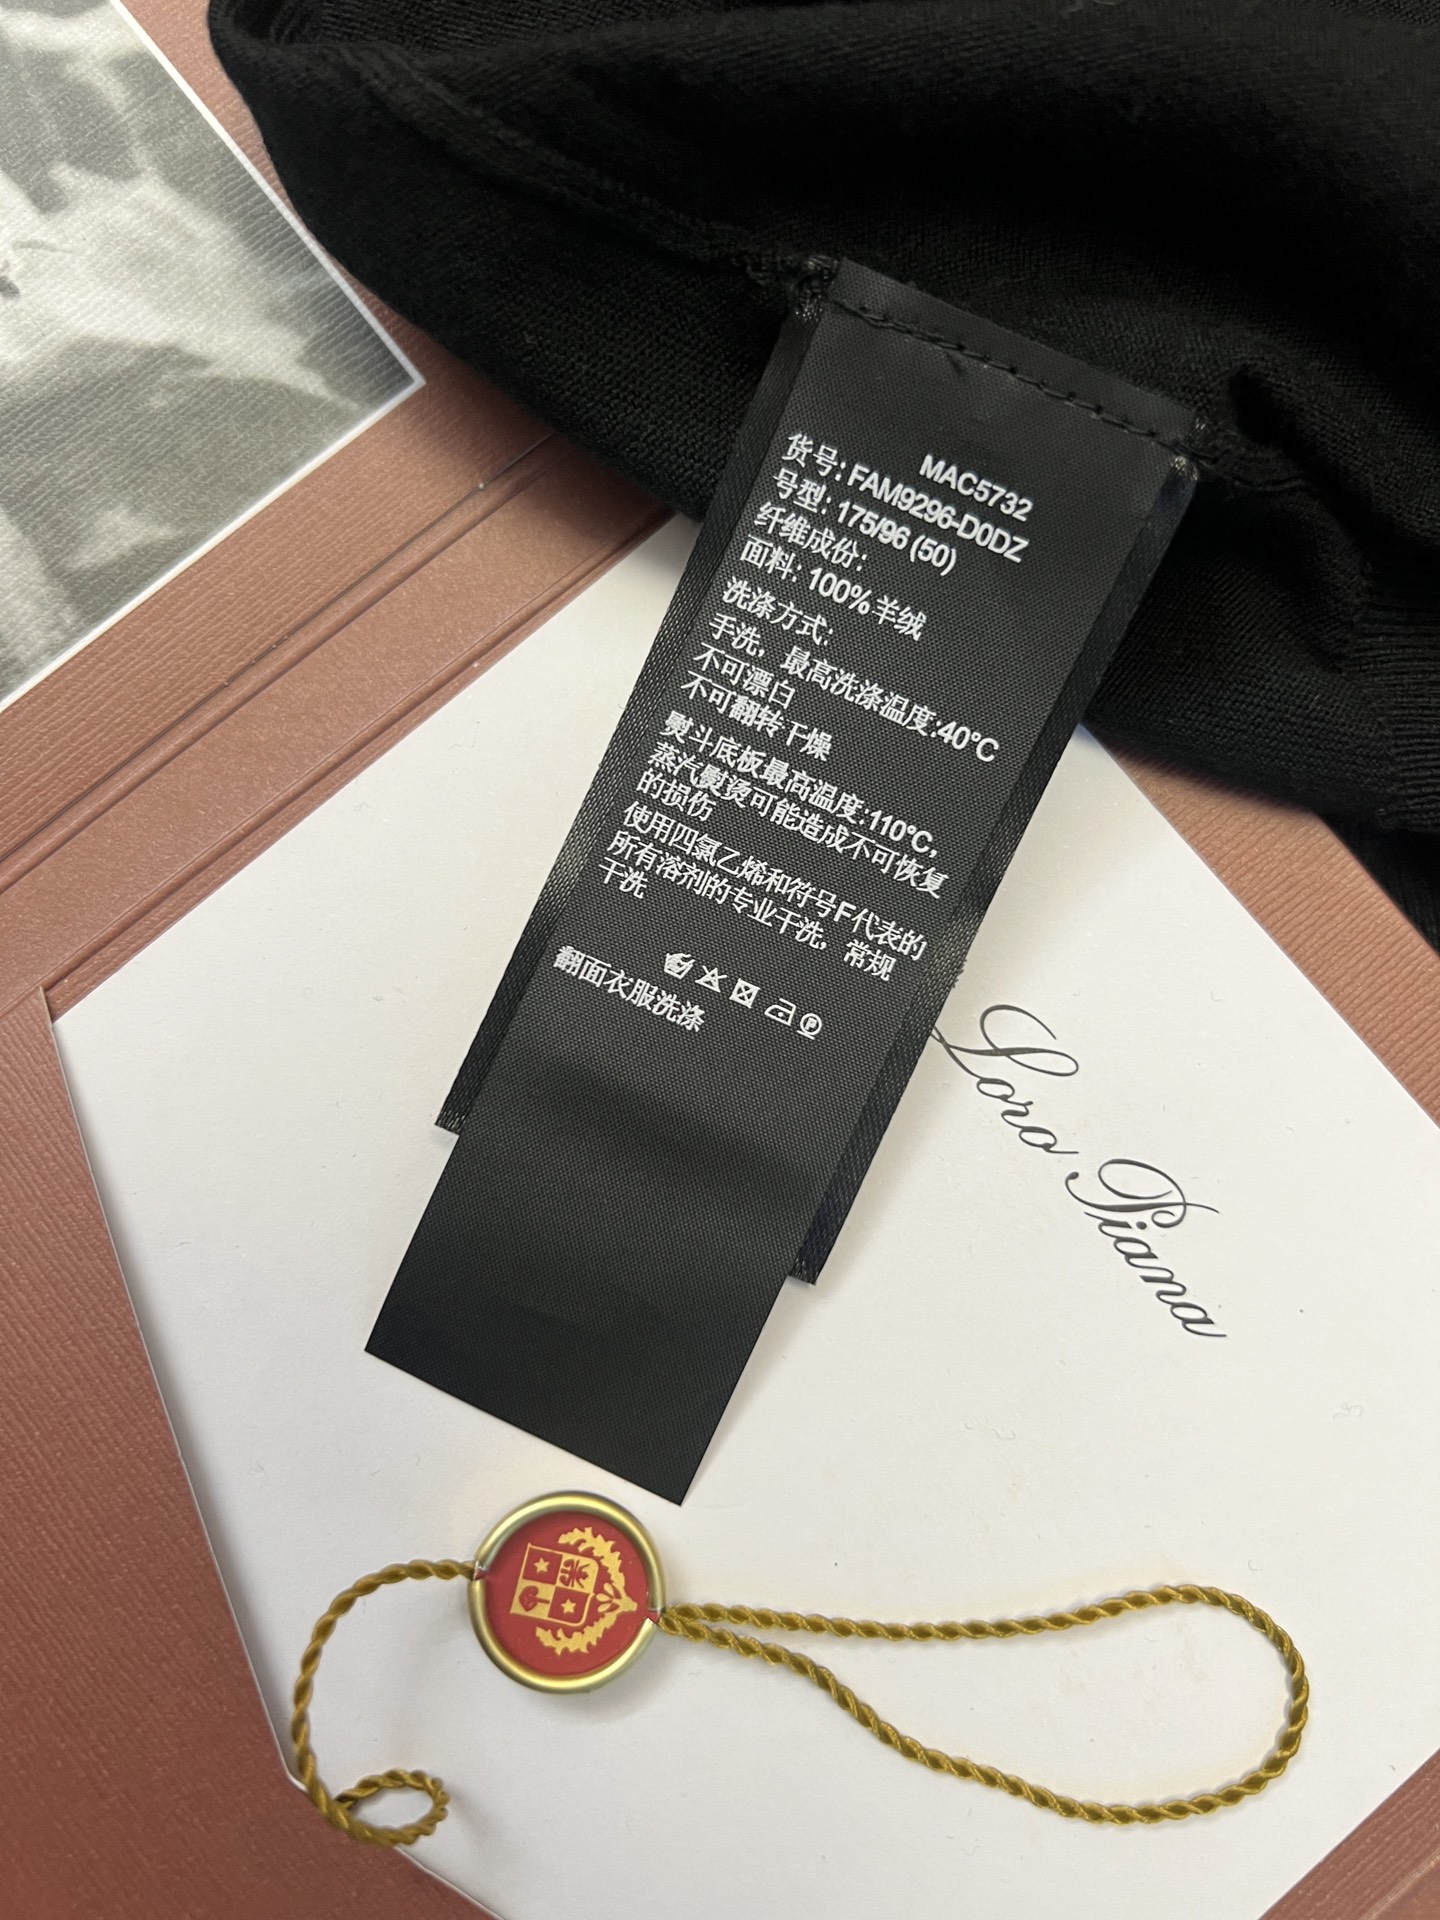 MAC5732
货号: FAM9296-D0DZ
号型: 175/96 (50)
纤维成份:
面料: 100% 羊绒
洗涤方式:
手洗，最高洗涤温度:40°C
不可漂白
不可翻转干燥
熨斗底板最高温度:110°C,
蒸汽熨烫可能造成不可恢复
的损伤
使用四氯乙烯和符号F代表的
所有溶剂的专业干洗，常规
干洗
P
翻面衣服洗涤
Loro Piana